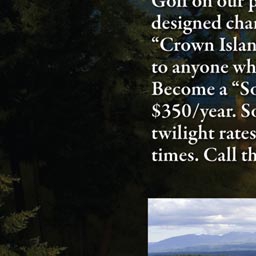 Golf on our p
designed cha
“Crown Islan
to anyone wh
Become a “So
$350/year. So
twilight rates
times. Call th